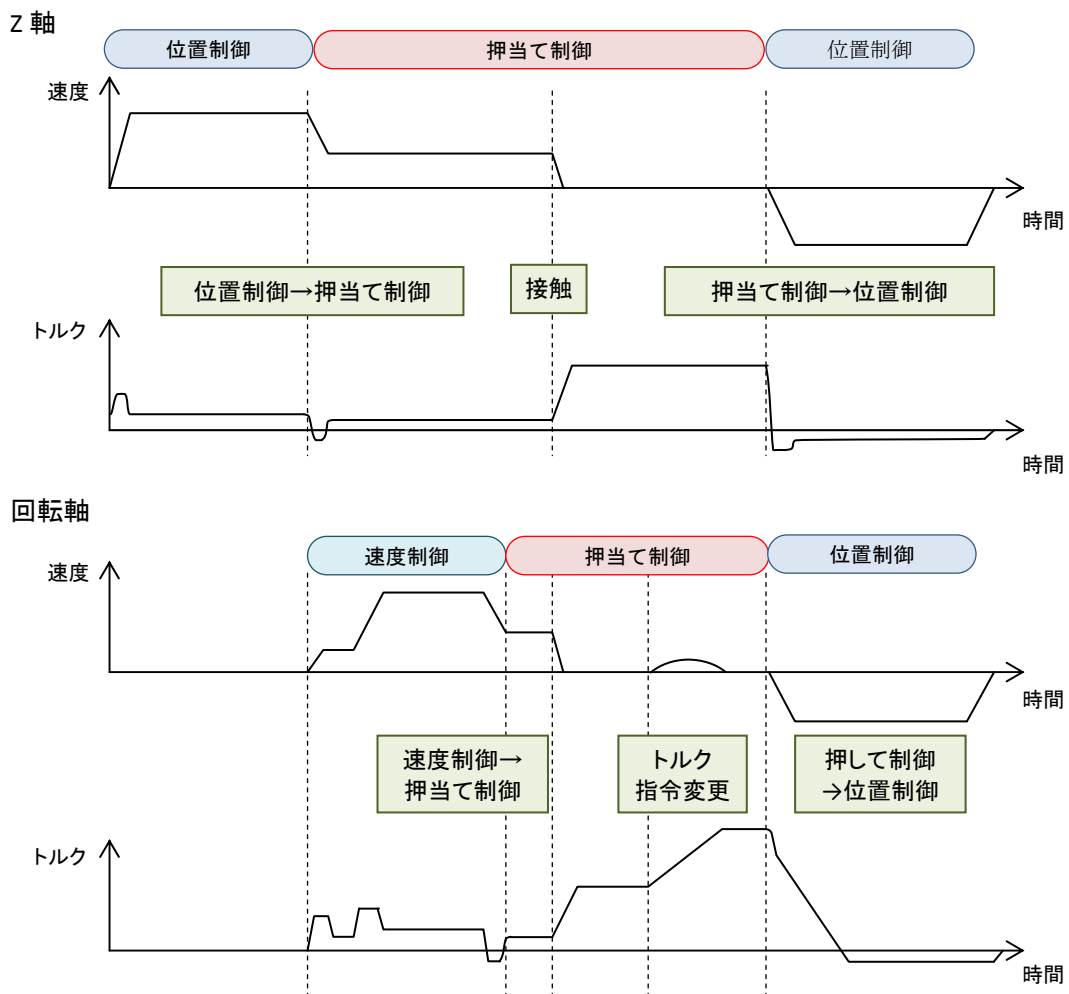 Z 軸
位置制御
押当て制御
位置制御
速度
時間
位置制御→押当て制御
接触
押当て制御→位置制御
トルク
時間
回転軸
速度制御
押当て制御
位置制御
速度
時間
速度制御→
押当て制御
トルク
指令変更
押して制御
→位置制御
トルク
時間